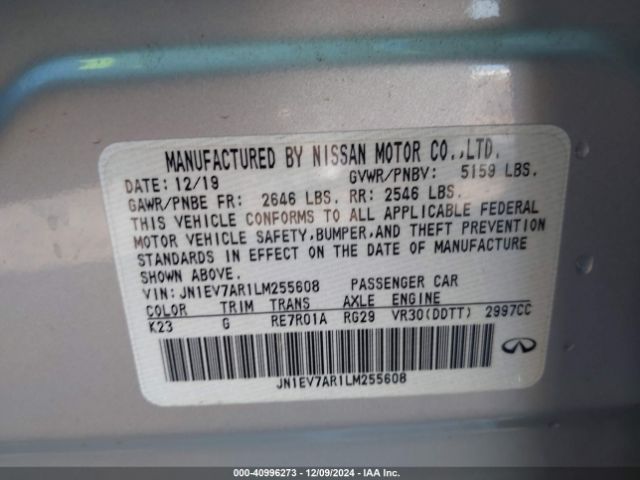 MANUFACTURED BY NISSAN MOTOR CO.,LTD.
DATE: 12/19 GVWR/PNBV: 5159 LBS.
GAWR/PNBE FR: 2646 LBS. RR: 2546 LBS.
THIS VEHICLE CONFORMS TO ALL APPLICABLE FEDERAL
MOTOR VEHICLE SAFETY,BUMPER,AND THEFT PREVENTION
STANDARDS IN EFFECT ON THE DATE OF MANUFACTURE
SHOWN ABOVE.
VIN: JN1EV7AR1LM255608 PASSENGER CAR
COLOR TRIM TRANS AXLE ENGINE
K23 G RE7R01A RG29 VR30(DDTT) 2997CC
JN1EV7AR1LM255608
000-40996273 - 12/09/2024 - IAA Inc.